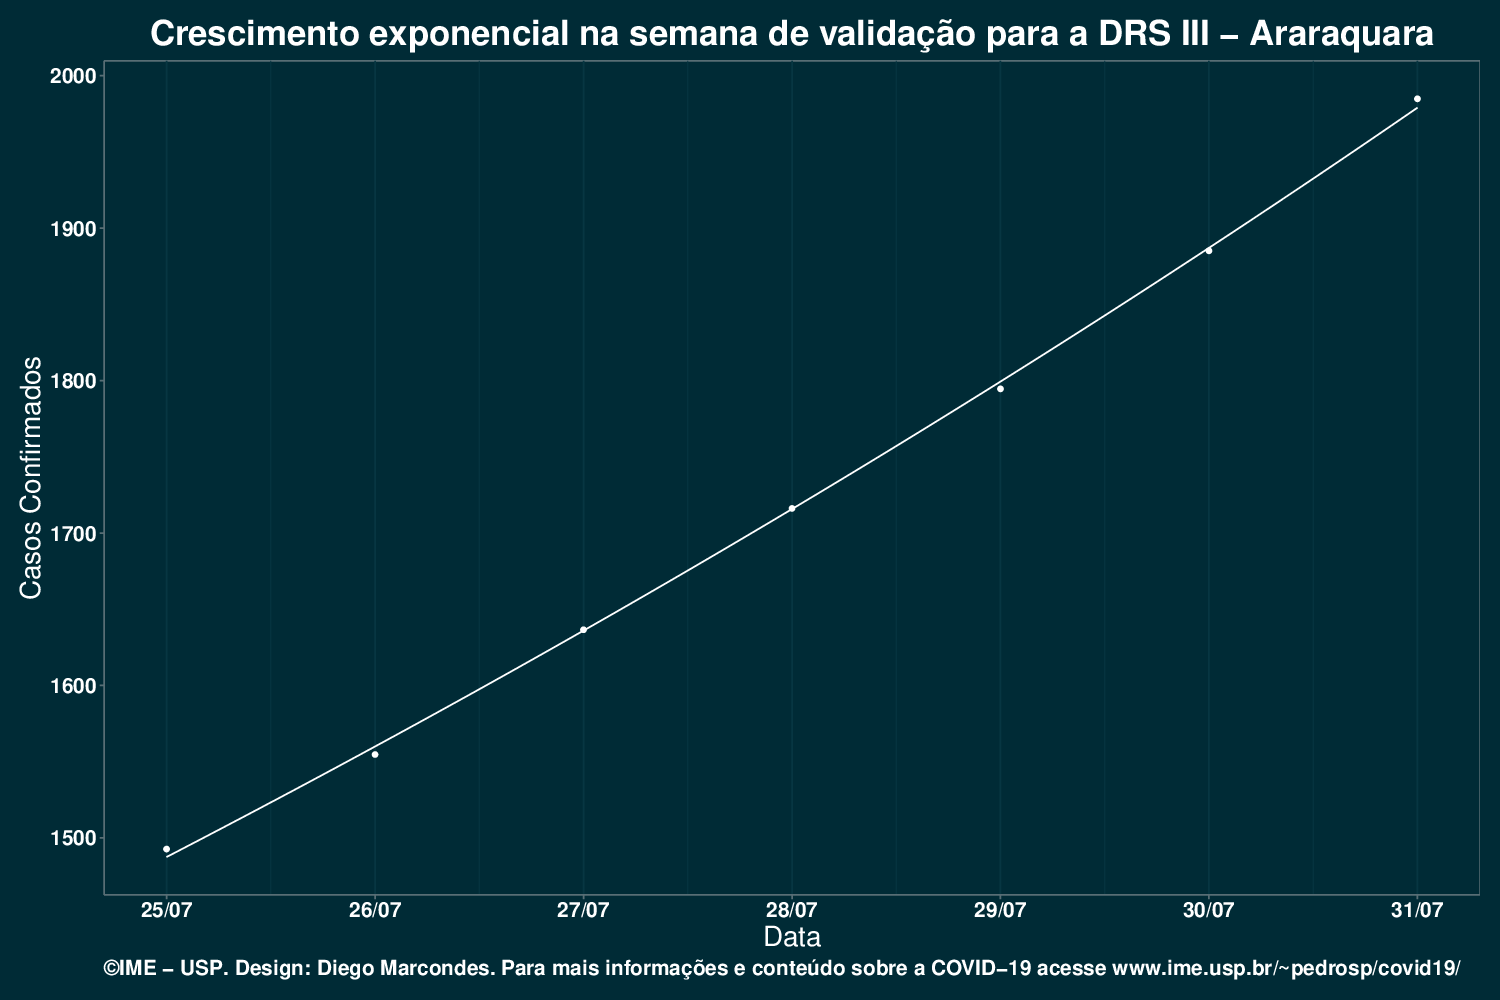 Crescimento exponencial na semana de validação para a DRS III − Araraquara
2000
1900
1800
1700
1600
1500
Casos Confirmados
25/07 26/07 27/07 28/07 29/07 30/07 31/07
Data
©IME − USP. Design: Diego Marcondes. Para mais informações e conteúdo sobre a COVID−19 acesse www.ime.usp.br/~pedrosp/covid19/